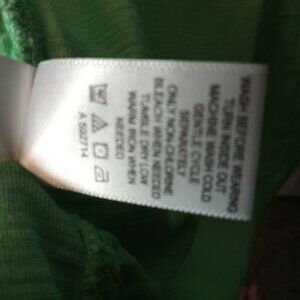 WASH BEFORE WEARING
TURN INSIDE OUT
MACHINE WASH COLD
GENTLE CYCLE
SEPARATELY
ONLY NON-CHLORINE
BLEACH WHEN NEEDED
TUMBLE DRY LOW
WARM IRON WHEN
NEEDED
A 592714